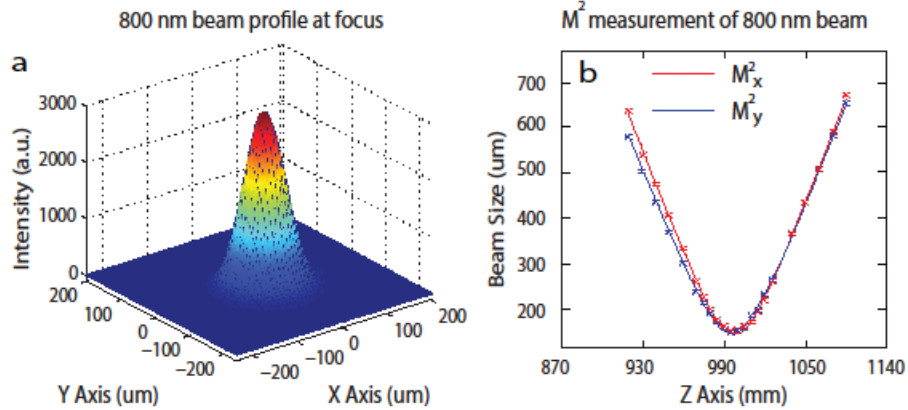 800 nm beam profile at focus
a
Intensity (a.u.)
3000
2000
1000
0
200
100
0
−100
−200
Y Axis (um)
−200
−100
0
100
200
X Axis (um)
M² measurement of 800 nm beam
b
M²x
M²y
Beam Size (um)
700
600
500
400
300
200
870
930
990
1050
1140
Z Axis (mm)